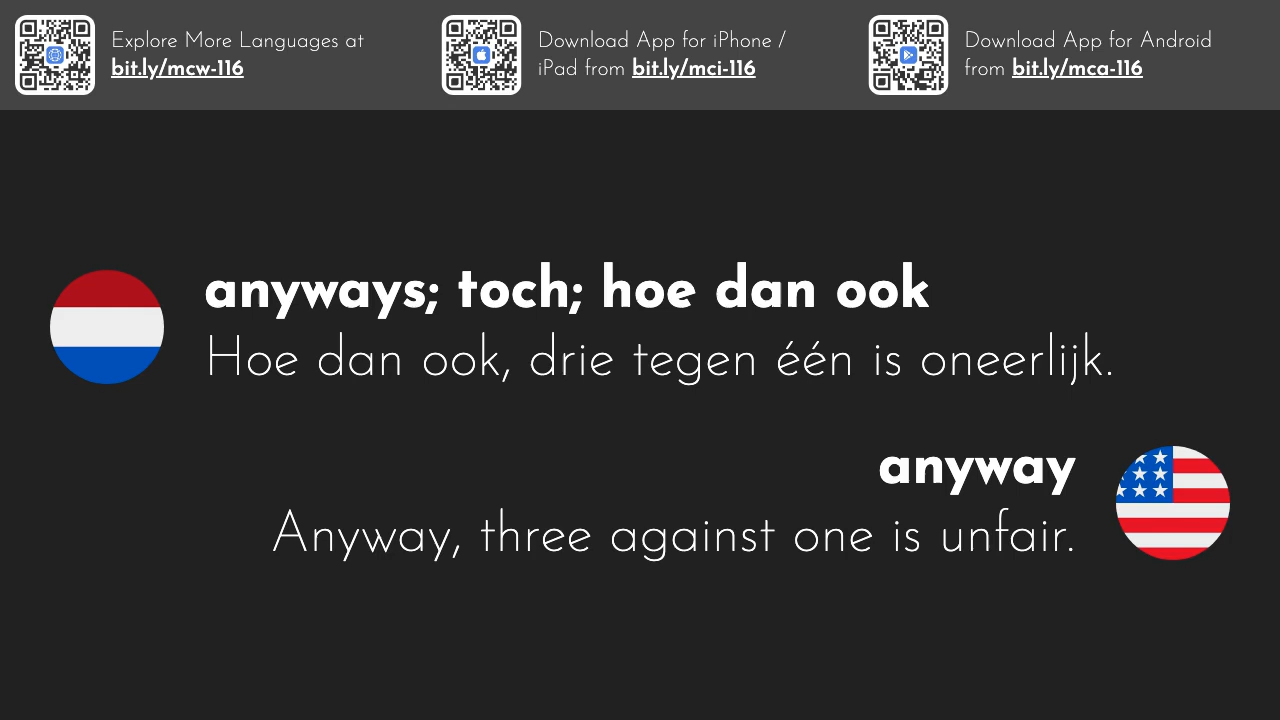 Explore More Languages at
bit.ly/mcw-116
Download App for iPhone /
iPad from bit.ly/mci-116
Download App for Android
from bit.ly/mca-116
anyways; toch; hoe dan ook
Hoe dan ook, drie tegen één is oneerlijk.
anyway
Anyway, three against one is unfair.